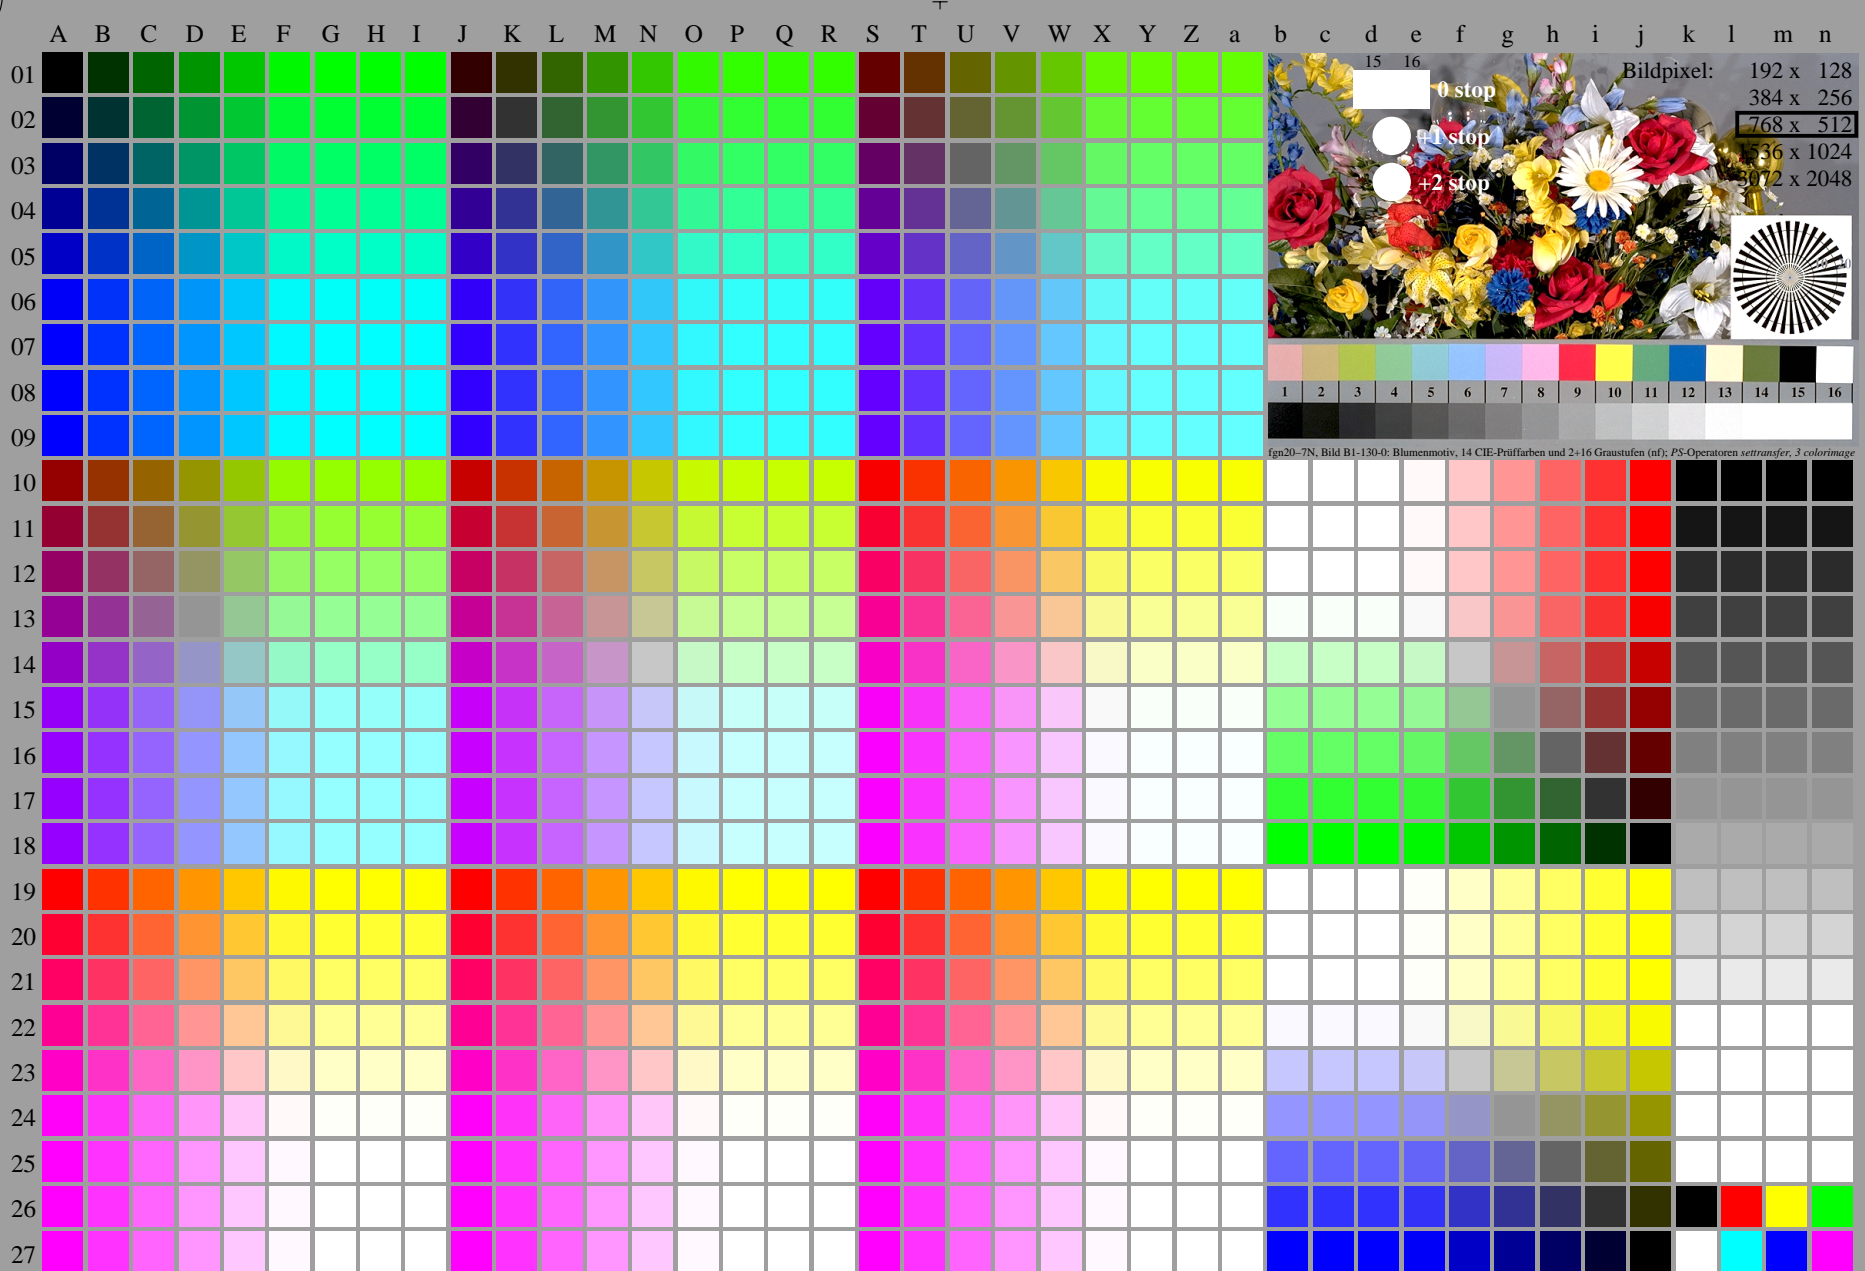 A B C D E F G H I J K L M N O P Q R S T U V W X Y Z a b c d e f g h i j k l m n
01
02
03
04
05
06
07
08
09
10
11
12
13
14
15
16
17
18
19
20
21
22
23
24
25
26
27
15 16
0 stop
+1 stop
+2 stop
Bildpixel: 192 x 128
384 x 256
768 x 512
1536 x 1024
3072 x 2048
1 2 3 4 5 6 7 8 9 10 11 12 13 14 15 16
fgn20–7N, Bild B1-130-0: Blumenmotiv, 14 CIE-Prüffarben und 2+16 Graustufen (nf); PS-Operatoren settransfer, 3 colorimage